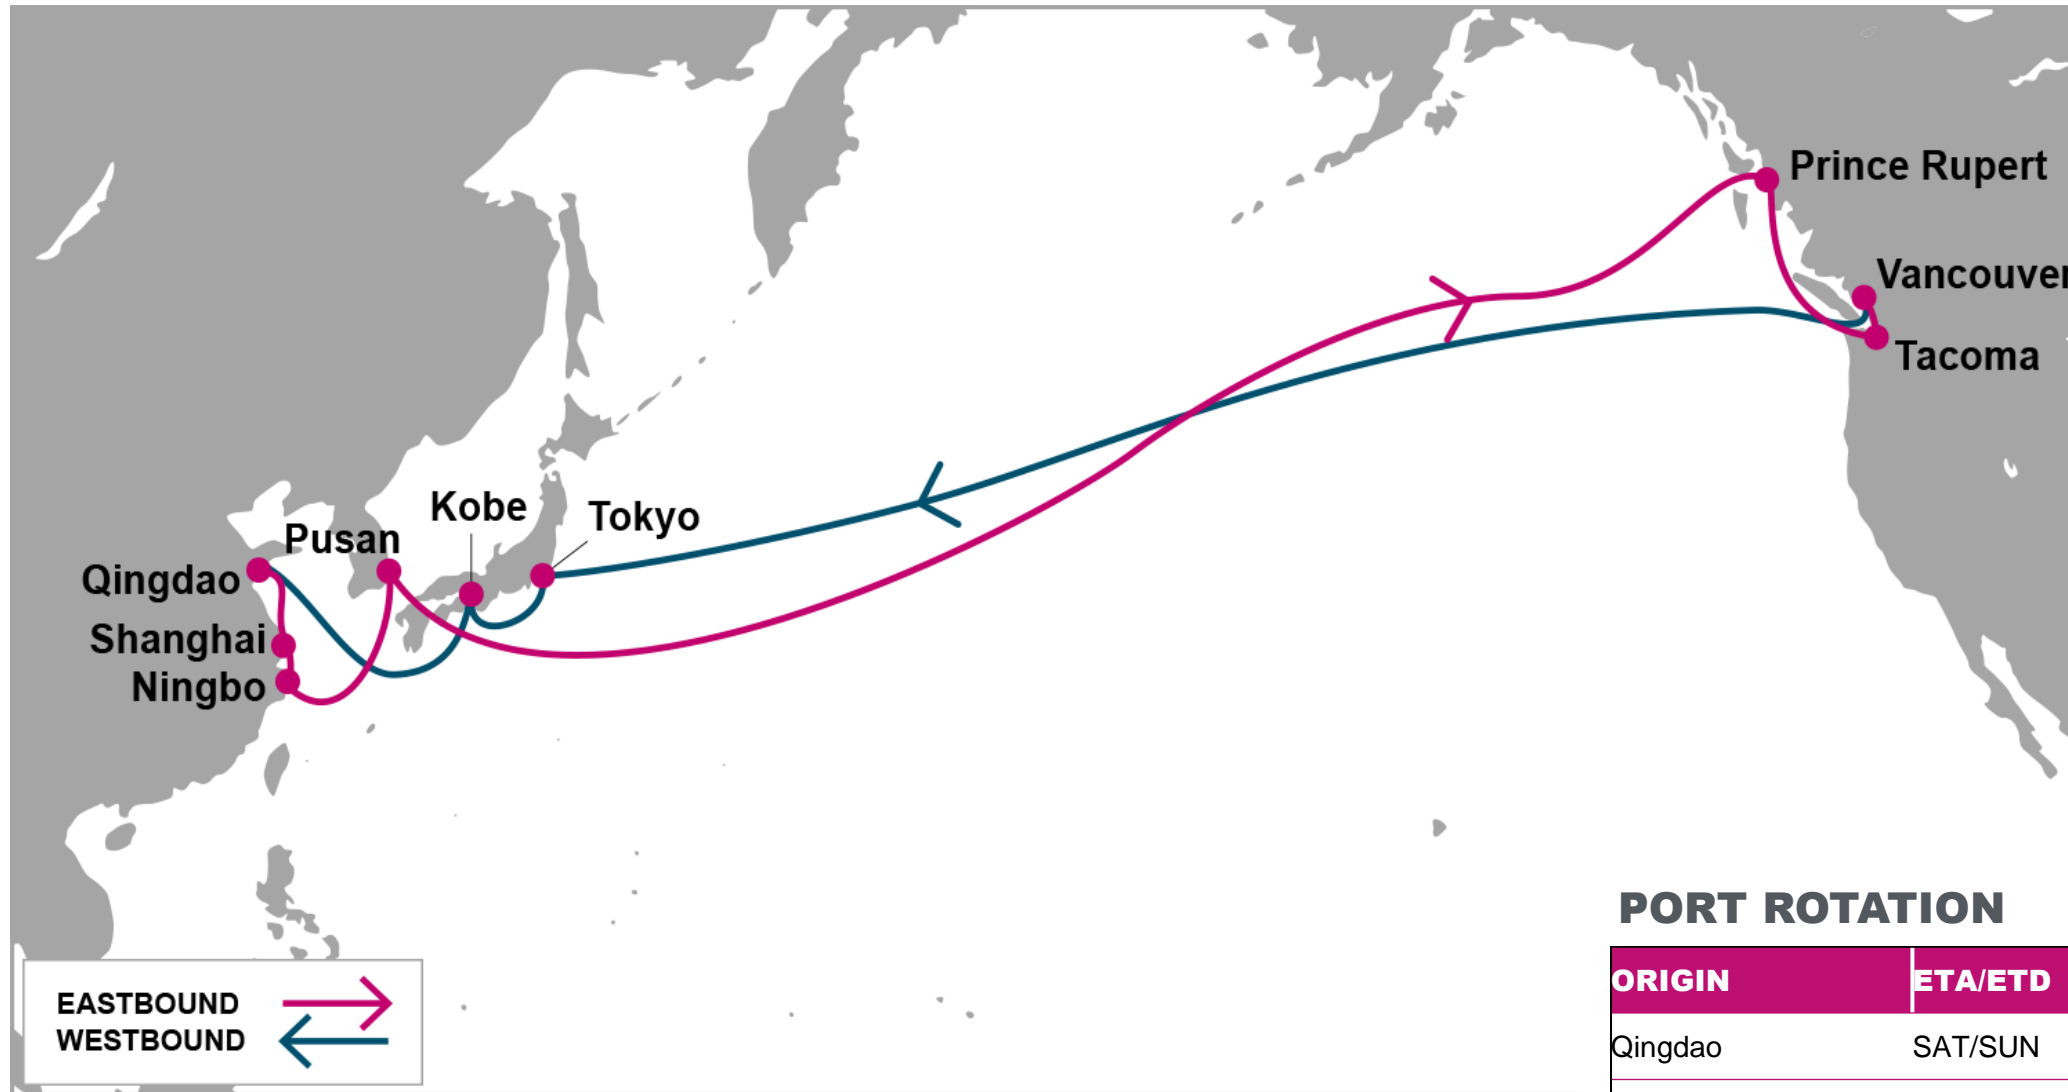 Prince Rupert
Vancouver
Tacoma
Kobe
Tokyo
Pusan
Qingdao
Shanghai
Ningbo
PORT ROTATION
ORIGIN ETA/ETD
Qingdao SAT/SUN
EASTBOUND
WESTBOUND